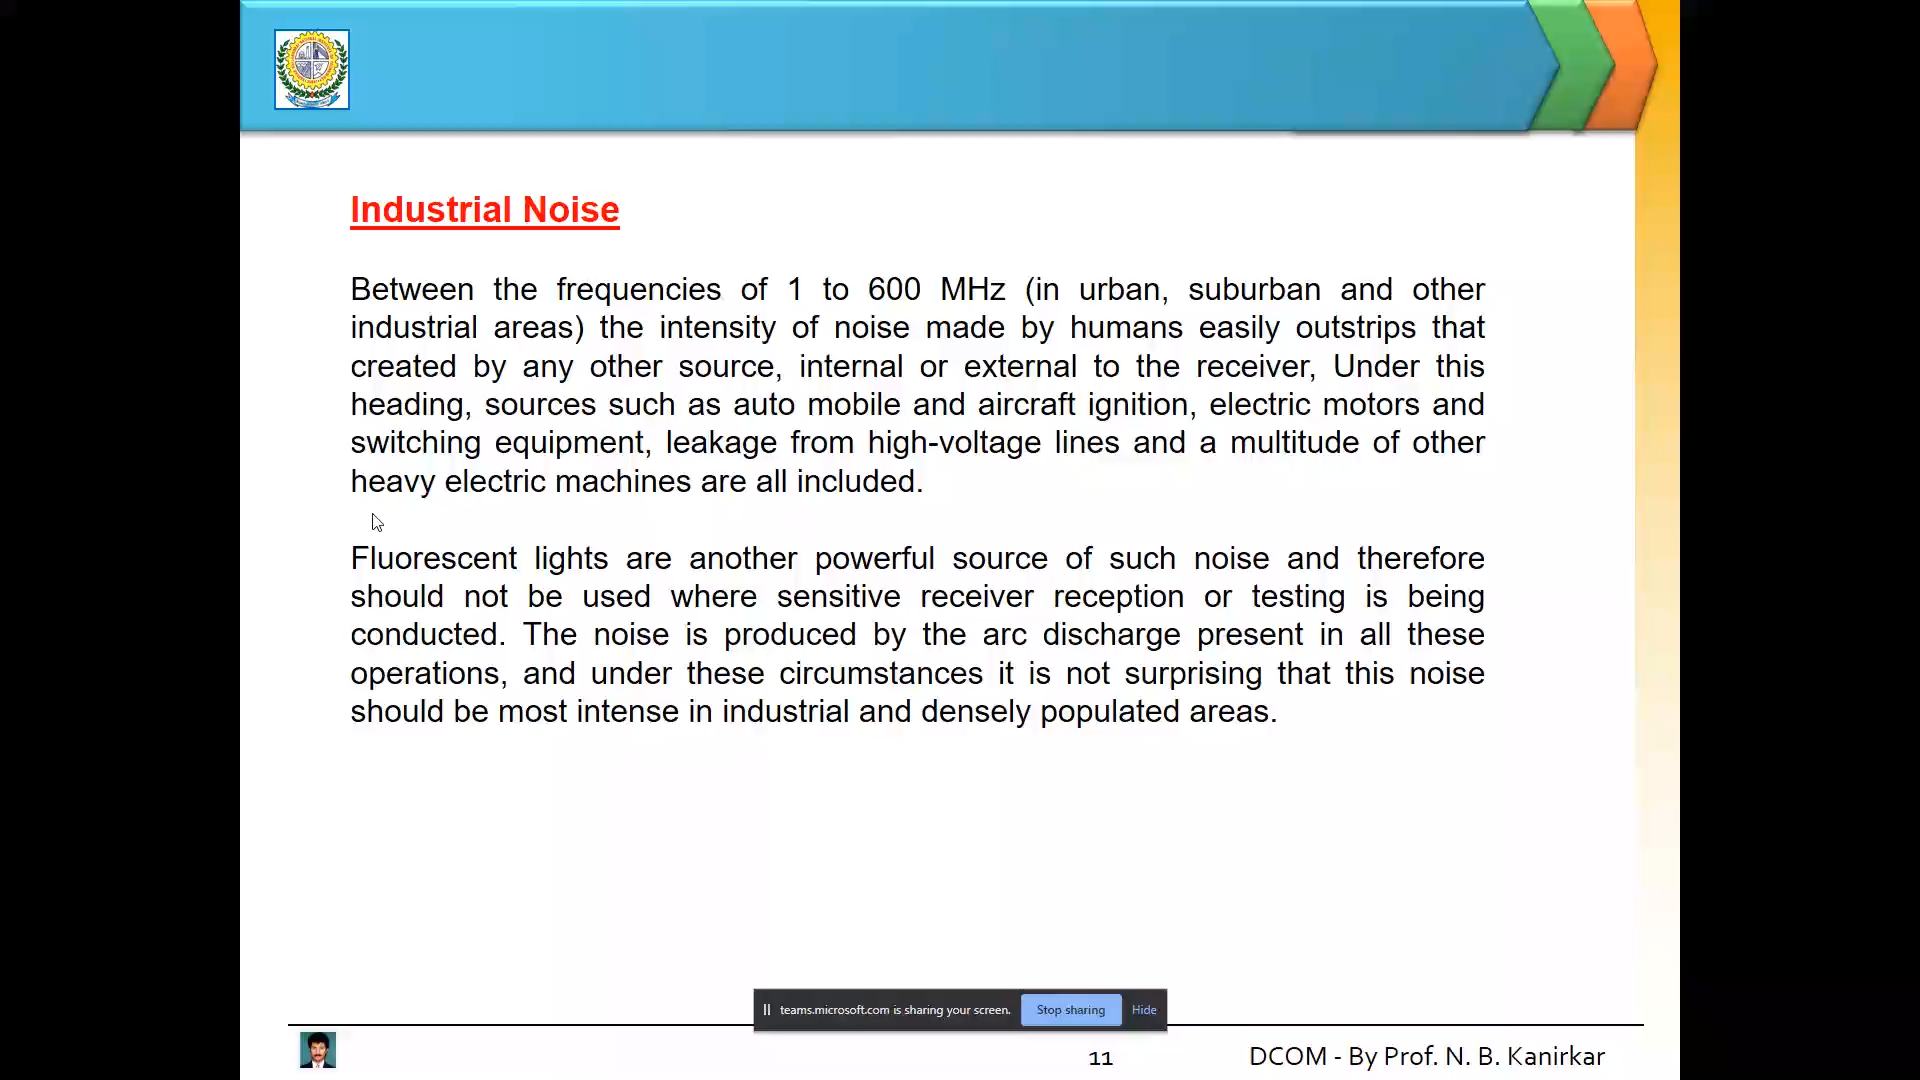 Industrial Noise
Between the frequencies of 1 to 600 MHz (in urban, suburban and other
industrial areas) the intensity of noise made by humans easily outstrips that
created by any other source, internal or external to the receiver, Under this
heading, sources such as auto mobile and aircraft ignition, electric motors and
switching equipment, leakage from high-voltage lines and a multitude of other
heavy electric machines are all included.
Fluorescent lights are another powerful source of such noise and therefore
should not be used where sensitive receiver reception or testing is being
conducted. The noise is produced by the arc discharge present in all these
operations, and under these circumstances it is not surprising that this noise
should be most intense in industrial and densely populated areas.
teams.microsoft.com is sharing your screen. Stop sharing Hide
11 DCOM - By Prof. N. B. Kanirkar